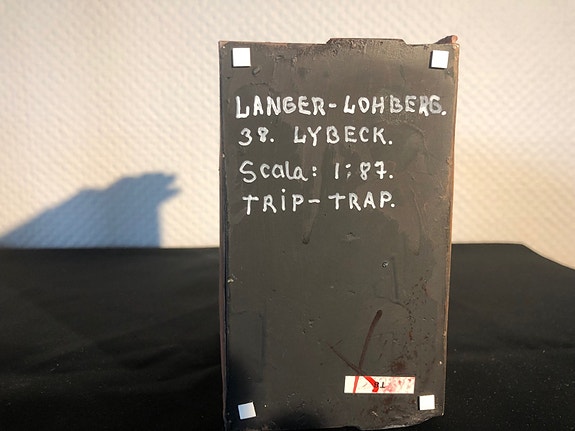 LANGER-LOHBERG.
38. LYBECK.
Scala: 1:87.
TRIP-TRAP.